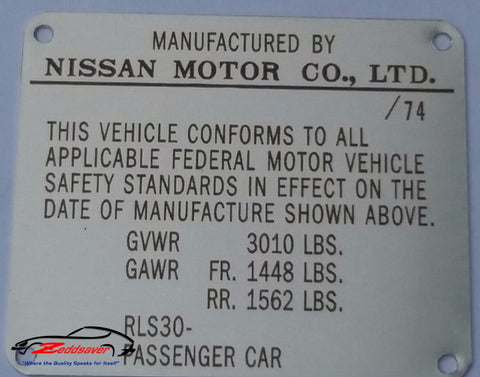 MANUFACTURED BY
NISSAN MOTOR CO., LTD.
/74
THIS VEHICLE CONFORMS TO ALL
APPLICABLE FEDERAL MOTOR VEHICLE
SAFETY STANDARDS IN EFFECT ON THE
DATE OF MANUFACTURE SHOWN ABOVE.
GVWR 3010 LBS.
GAWR FR. 1448 LBS.
RR. 1562 LBS.
RLS30-
PASSENGER CAR
Zeddsaver
"Where the Quality Speaks for Itself"